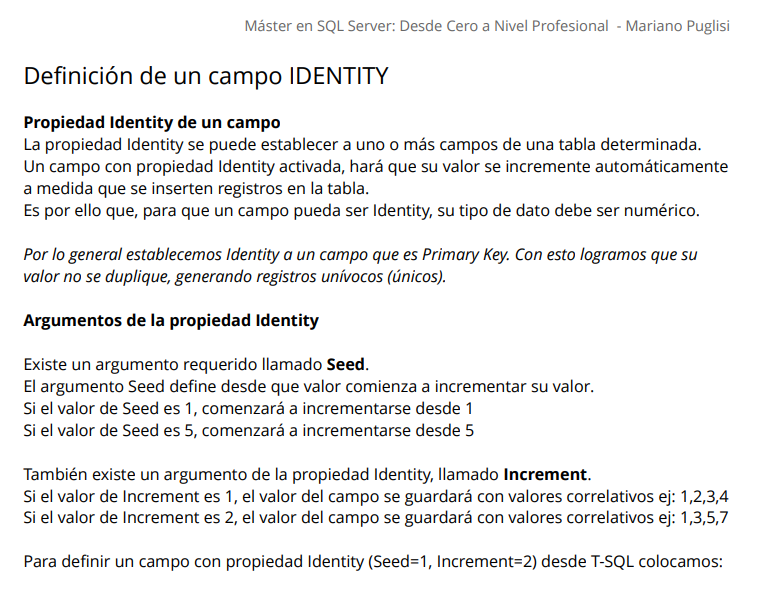 Máster en SQL Server: Desde Cero a Nivel Profesional - Mariano Puglisi
Definición de un campo IDENTITY
Propiedad Identity de un campo
La propiedad Identity se puede establecer a uno o más campos de una tabla determinada.
Un campo con propiedad Identity activada, hará que su valor se incremente automáticamente
a medida que se inserten registros en la tabla.
Es por ello que, para que un campo pueda ser Identity, su tipo de dato debe ser numérico.
Por lo general establecemos Identity a un campo que es Primary Key. Con esto logramos que su
valor no se duplique, generando registros unívocos (únicos).
Argumentos de la propiedad Identity
Existe un argumento requerido llamado Seed.
El argumento Seed define desde que valor comienza a incrementar su valor.
Si el valor de Seed es 1, comenzará a incrementarse desde 1
Si el valor de Seed es 5, comenzará a incrementarse desde 5
También existe un argumento de la propiedad Identity, llamado Increment.
Si el valor de Increment es 1, el valor del campo se guardará con valores correlativos ej: 1,2,3,4
Si el valor de Increment es 2, el valor del campo se guardará con valores correlativos ej: 1,3,5,7
Para definir un campo con propiedad Identity (Seed=1, Increment=2) desde T-SQL colocamos: